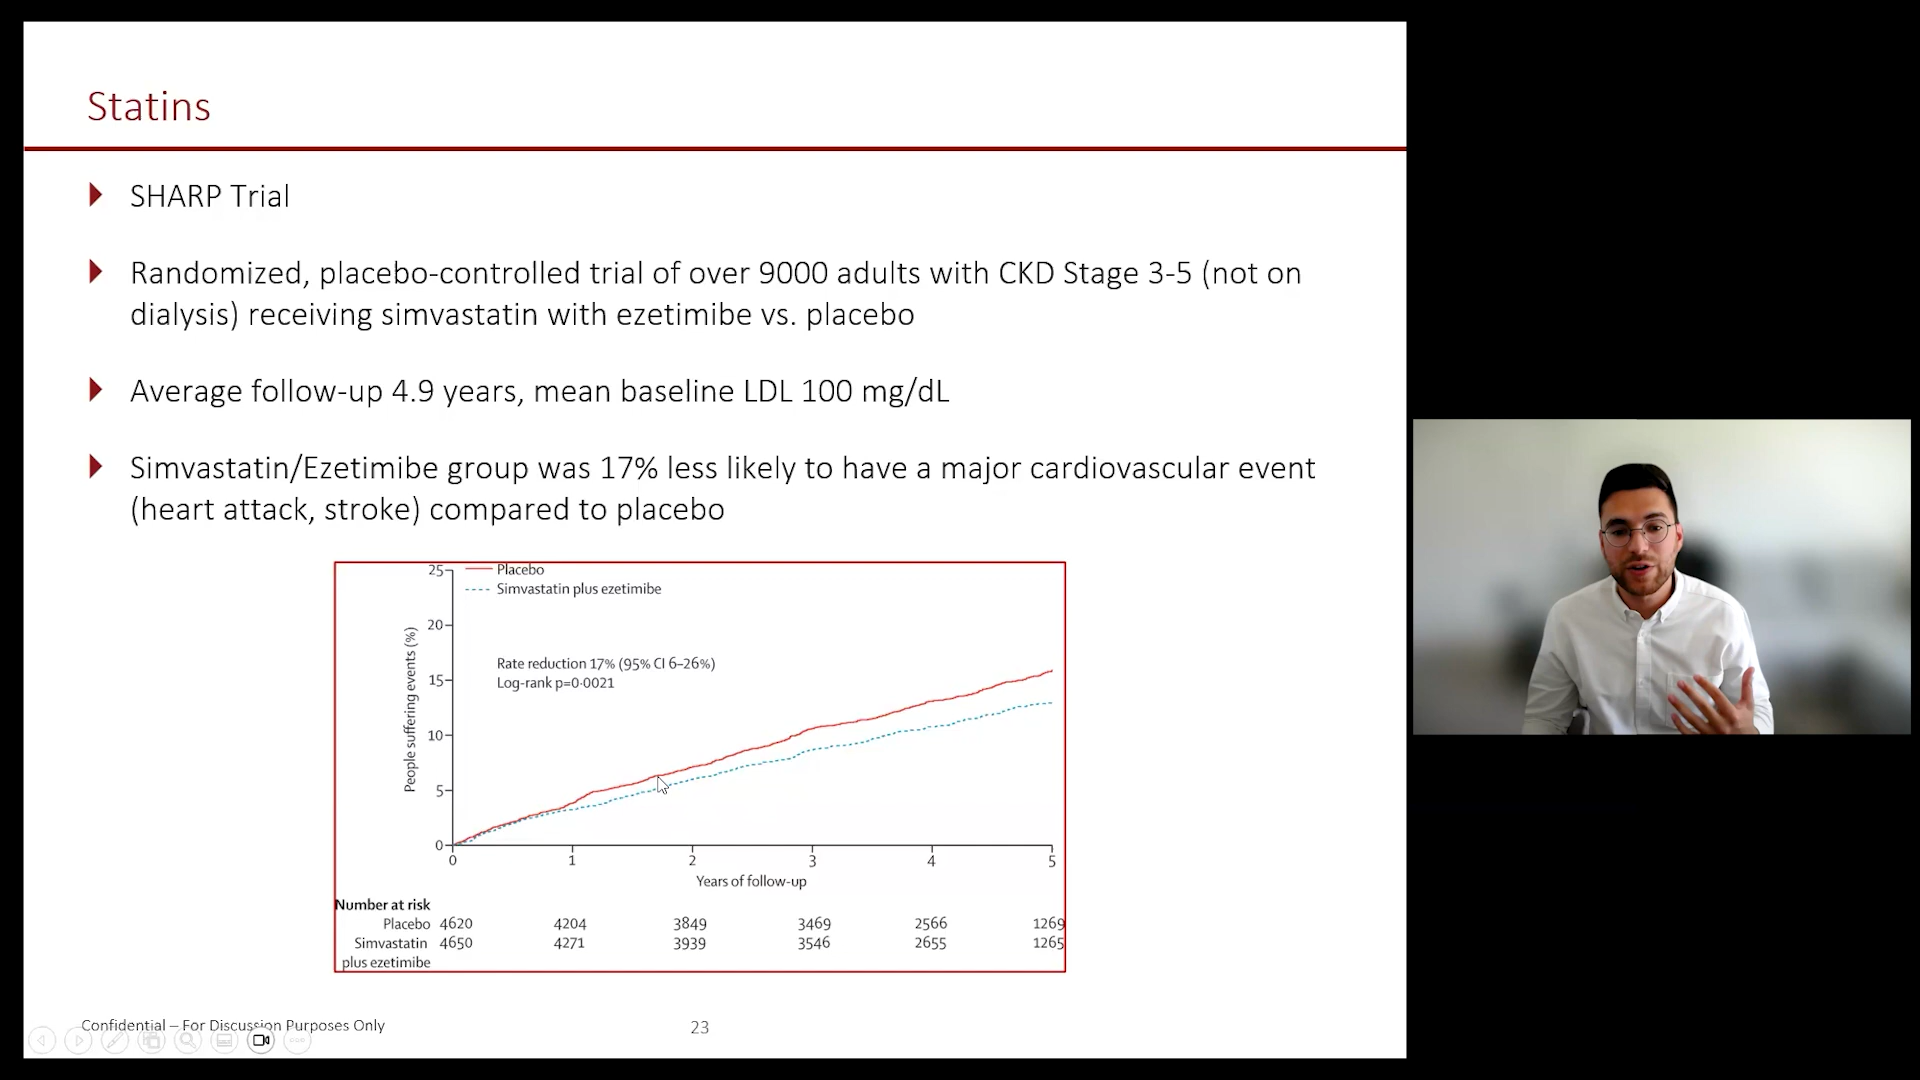 Statins
SHARP Trial
Randomized, placebo-controlled trial of over 9000 adults with CKD Stage 3-5 (not on
dialysis) receiving simvastatin with ezetimibe vs. placebo
Average follow-up 4.9 years, mean baseline LDL 100 mg/dL
Simvastatin/Ezetimibe group was 17% less likely to have a major cardiovascular event
(heart attack, stroke) compared to placebo
Placebo
Simvastatin plus ezetimibe
Rate reduction 17% (95% CI 6–26%)
Log-rank p=0·0021
People suffering events (%)
25
20
15
10
5
0
0 1 2 3 4 5
Years of follow-up
Number at risk
Placebo 4620 4204 3849 3469 2566 1269
Simvastatin 4650 4271 3939 3546 2655 1265
plus ezetimibe
Confidential – For Discussion Purposes Only
23